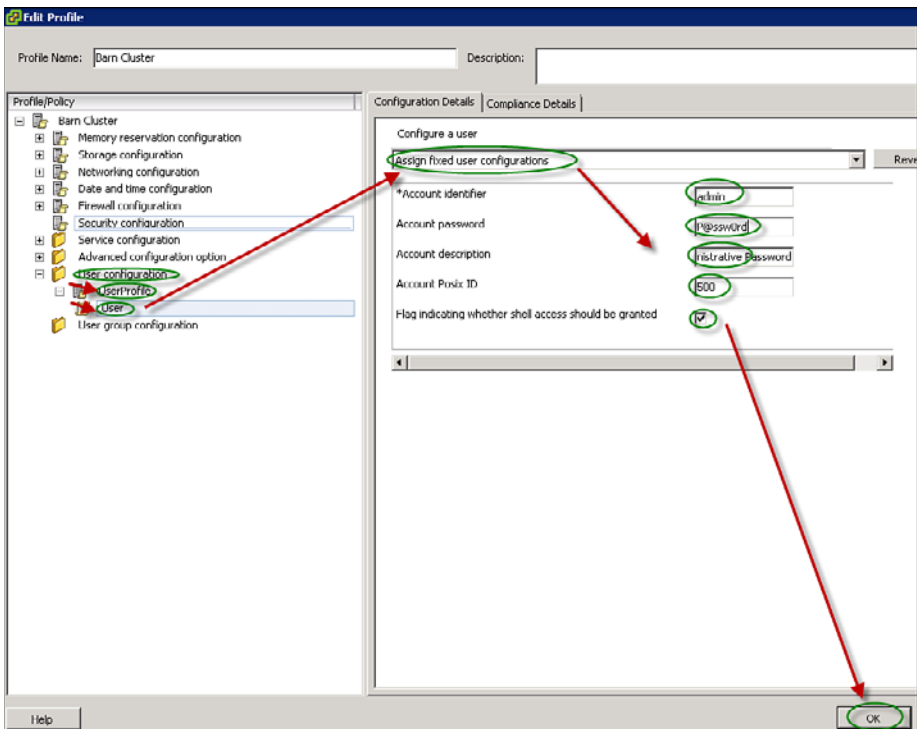 Edit Profile
Profile Name: Barn Cluster Description:
Profile/Policy
Barn Cluster
Memory reservation configuration
Storage configuration
Networking configuration
Date and time configuration
Firewall configuration
Security configuration
Service configuration
Advanced configuration option
User configuration
UserProfile
User
User group configuration
Configuration Details Compliance Details
Configure a user
Assign fixed user configurations Reve
*Account identifier admin
Account password P@ssw0rd
Account description nistrative Password
Account Posix ID 500
Flag indicating whether shell access should be granted
Help OK